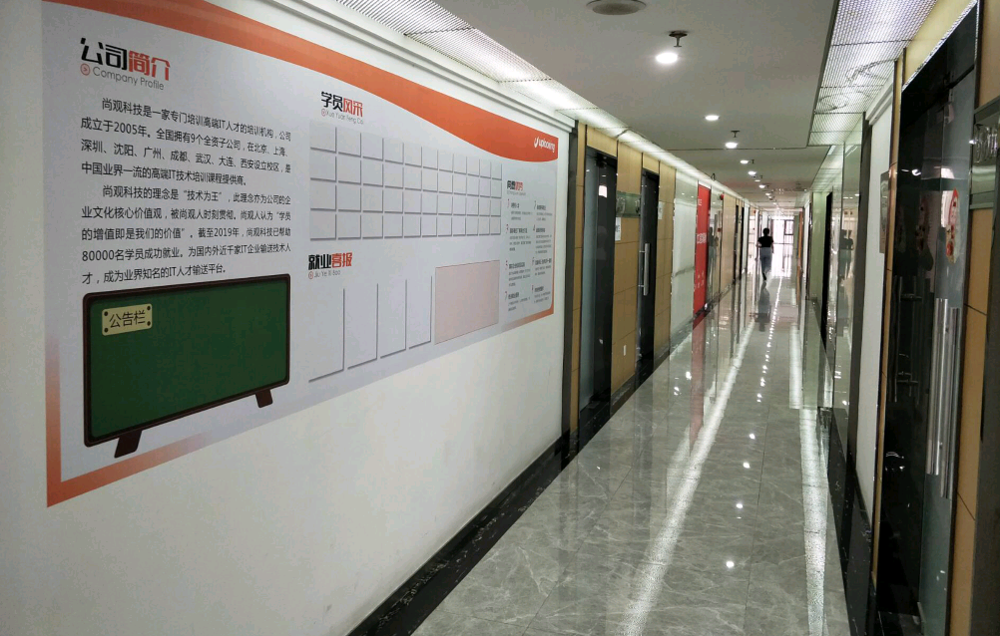 公司简介
Company Profile
尚观科技是一家专门培训高端IT人才的培训机构，公司
成立于2005年。全国拥有9个全资子公司，在北京、上海、
深圳、沈阳、广州、成都、武汉、大连、西安设立校区，是
中国业界一流的高端IT技术培训课程提供商。
尚观科技的理念是“技术为王”，此理念亦为公司的企
业文化核心价值观，被尚观人时刻贯彻。尚观人认为“学员
的增值即是我们的价值”。截至2019年，尚观科技已帮助
80000名学员成功就业。为国内外近千家IT企业输送技术人
才，成为业界知名的IT人才输送平台。
公告栏
学员风采
Xue Yuan Feng Cai
就业喜报
Jiu Ye Xi Bao
uplooking